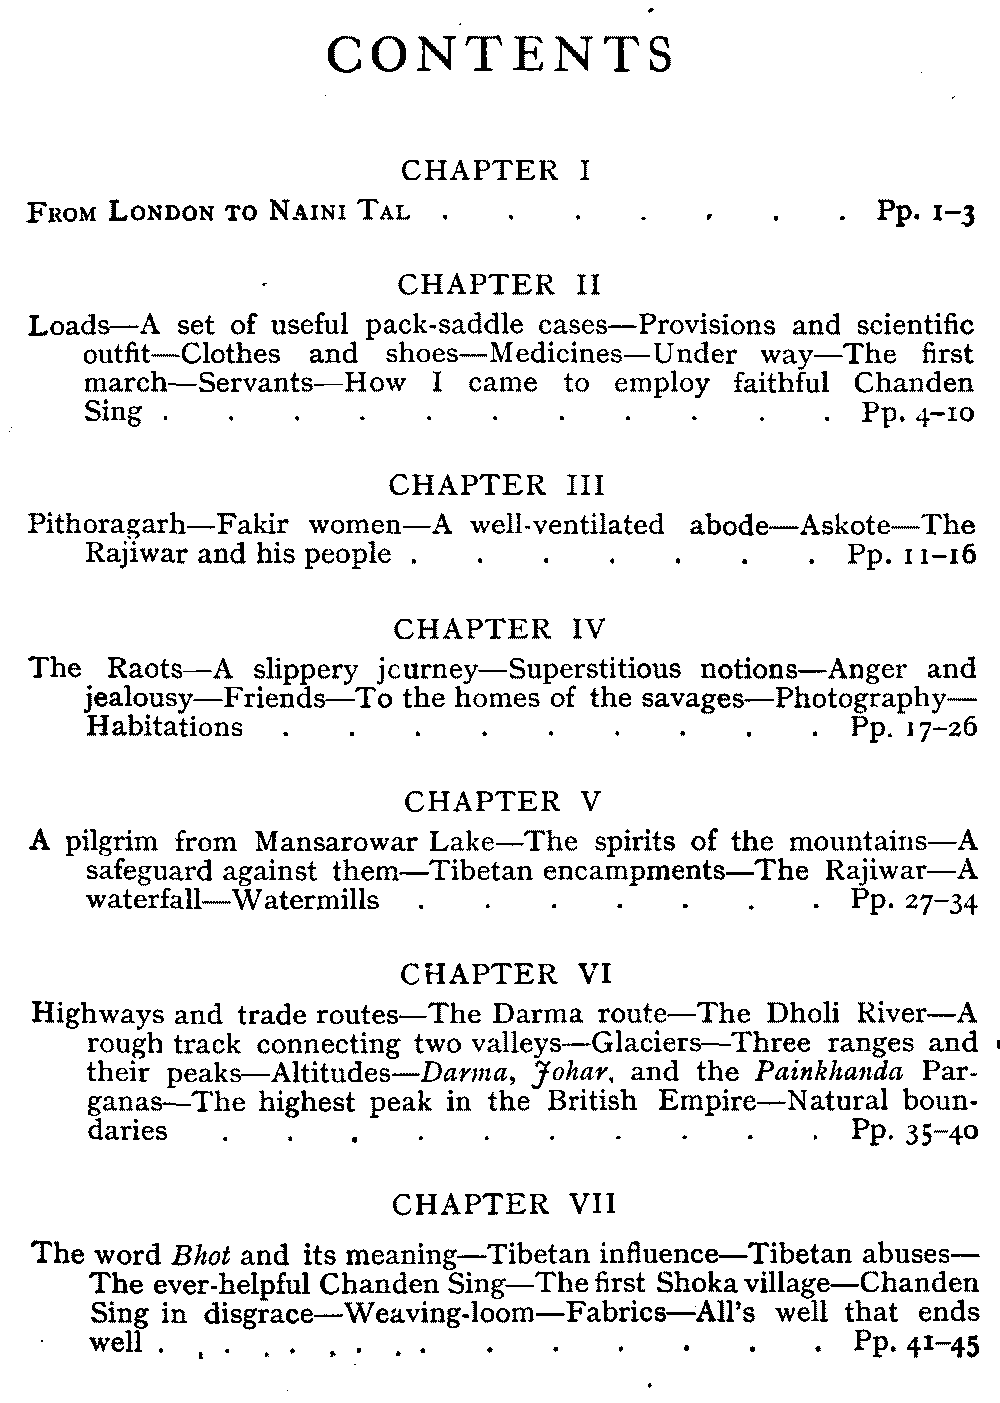 CONTENTS
CHAPTER I
FROM LONDON TO NAINI TAL . . . . . . . Pp. 1–3
CHAPTER II
Loads—A set of useful pack-saddle cases—Provisions and scientific
outfit—Clothes and shoes—Medicines—Under way—The first
march—Servants—How I came to employ faithful Chanden
Sing . . . . . . . . . . . Pp. 4–10
CHAPTER III
Pithoragarh—Fakir women—A well-ventilated abode—Askote—The
Rajiwar and his people . . . . . . . Pp. 11–16
CHAPTER IV
The Raots—A slippery journey—Superstitious notions—Anger and
jealousy—Friends—To the homes of the savages—Photography—
Habitations . . . . . . . . . Pp. 17–26
CHAPTER V
A pilgrim from Mansarowar Lake—The spirits of the mountains—A
safeguard against them—Tibetan encampments—The Rajiwar—A
waterfall—Watermills . . . . . . . Pp. 27–34
CHAPTER VI
Highways and trade routes—The Darma route—The Dholi River—A
rough track connecting two valleys—Glaciers—Three ranges and
their peaks—Altitudes—Darma, Johar, and the Painkhanda Par-
ganas—The highest peak in the British Empire—Natural boun-
daries . . . . . . . . . . Pp. 35–40
CHAPTER VII
The word Bhot and its meaning—Tibetan influence—Tibetan abuses—
The ever-helpful Chanden Sing—The first Shoka village—Chanden
Sing in disgrace—Weaving-loom—Fabrics—All's well that ends
well . . . . . . . . . . . . . . . Pp. 41–45